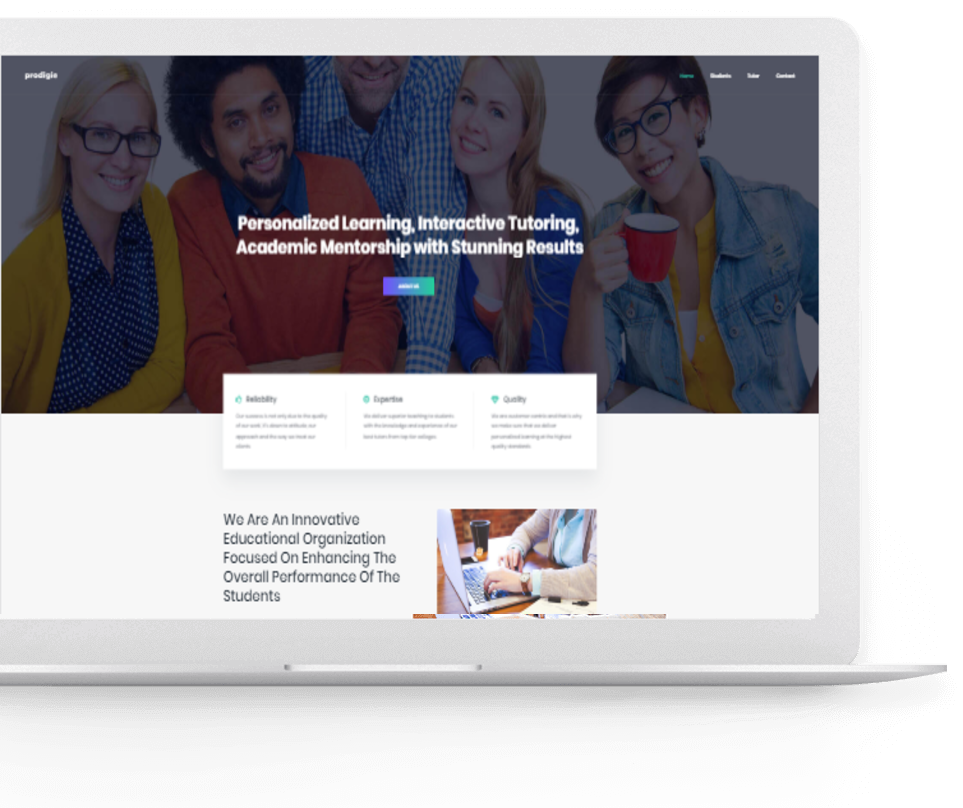 prodigie
Home Students Tutor Contact
Personalized Learning, Interactive Tutoring,
Academic Mentorship with Stunning Results
ABOUT US
Reliability
Our success is not only due to the quality
of our work, it's down to attitude, our
approach and the way we treat our
clients.
Expertise
We deliver superior teaching to students
with the knowledge and experience of our
best tutors from top tier colleges.
Quality
We are customer-centric and that is why
we make sure that we deliver
personalized learning at the highest
quality standards.
We Are An Innovative
Educational Organization
Focused On Enhancing The
Overall Performance Of The
Students